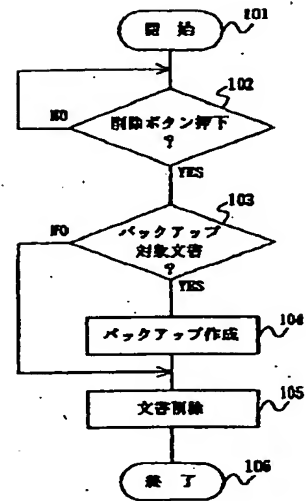 開始
101
102
NO
削除ボタン押下
?
YES
103
NO
バックアップ
対象文書
?
YES
バックアップ作成
104
文書削除
105
終了
106